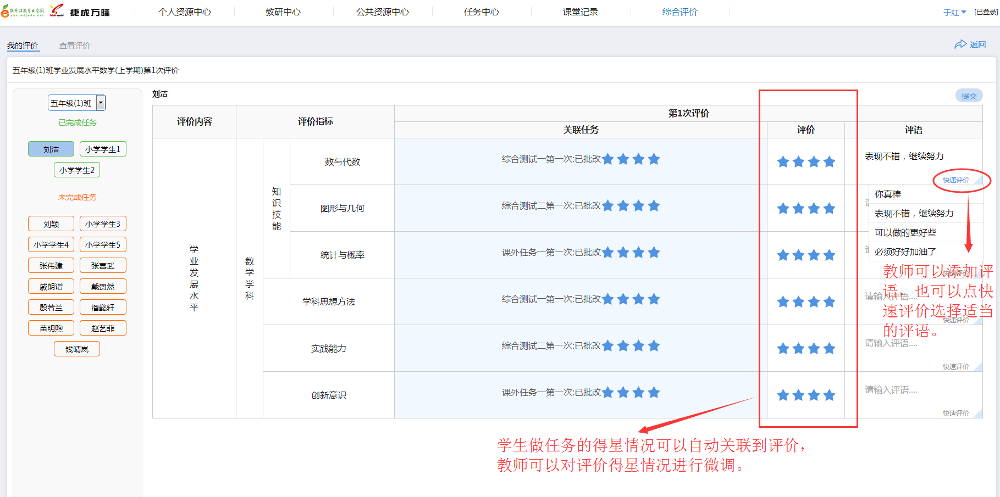 牡丹江教育云空间
yun.mdjedu.net
捷成万隆
个人资源中心
教研中心
公共资源中心
任务中心
课堂记录
综合评价
于红
[已登录]
我的评价
查看评价
返回
五年级(1)班学业发展水平数学(上学期)第1次评价
五年级(1)班
已完成任务
刘洁
小学学生1
小学学生2
未完成任务
刘颖
小学学生3
小学学生4
小学学生5
张伟建
张喜武
戚朗诣
戴贺然
殷若兰
潘懿轩
苗明煦
赵艺菲
钱晴岚
刘洁
提交
评价内容
评价指标
第1次评价
关联任务
评价
评语
学业发展水平
数学学科
知识技能
数与代数
综合测试一第一次:已批改
表现不错，继续努力
快速评价
你真棒
表现不错，继续努力
可以做的更好些
必须好好加油了
图形与几何
综合测试二第一次:已批改
请
统计与概率
课外任务一第一次:已批改
请
快速评价
学科思想方法
综合测试一第一次:已批改
请输入评语....
快速评价
实践能力
综合测试二第一次:已批改
请输入评语....
快速评价
创新意识
课外任务一第一次:已批改
请输入评语....
快速评价
教师可以添加评
语，也可以点快
速评价选择适当
的评语。
学生做任务的得星情况可以自动关联到评价，
教师可以对评价得星情况进行微调。